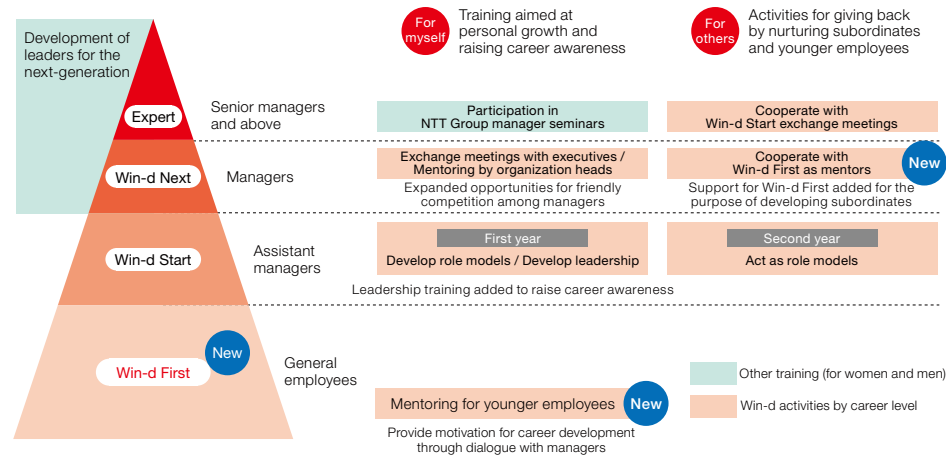 Development of
leaders for the
next-generation
For
myself
Training aimed at
personal growth and
raising career awareness
For
others
Activities for giving back
by nurturing subordinates
and younger employees
Expert
Senior managers
and above
Participation in
NTT Group manager seminars
Cooperate with
Win-d Start exchange meetings
Win-d Next
Managers
Exchange meetings with executives /
Mentoring by organization heads
Expanded opportunities for friendly
competition among managers
Cooperate with
Win-d First as mentors
New
Support for Win-d First added for the
purpose of developing subordinates
Win-d Start
Assistant
managers
First year
Develop role models / Develop leadership
Second year
Act as role models
Leadership training added to raise career awareness
Win-d First
New
General
employees
Mentoring for younger employees
New
Provide motivation for career development
through dialogue with managers
Other training (for women and men)
Win-d activities by career level